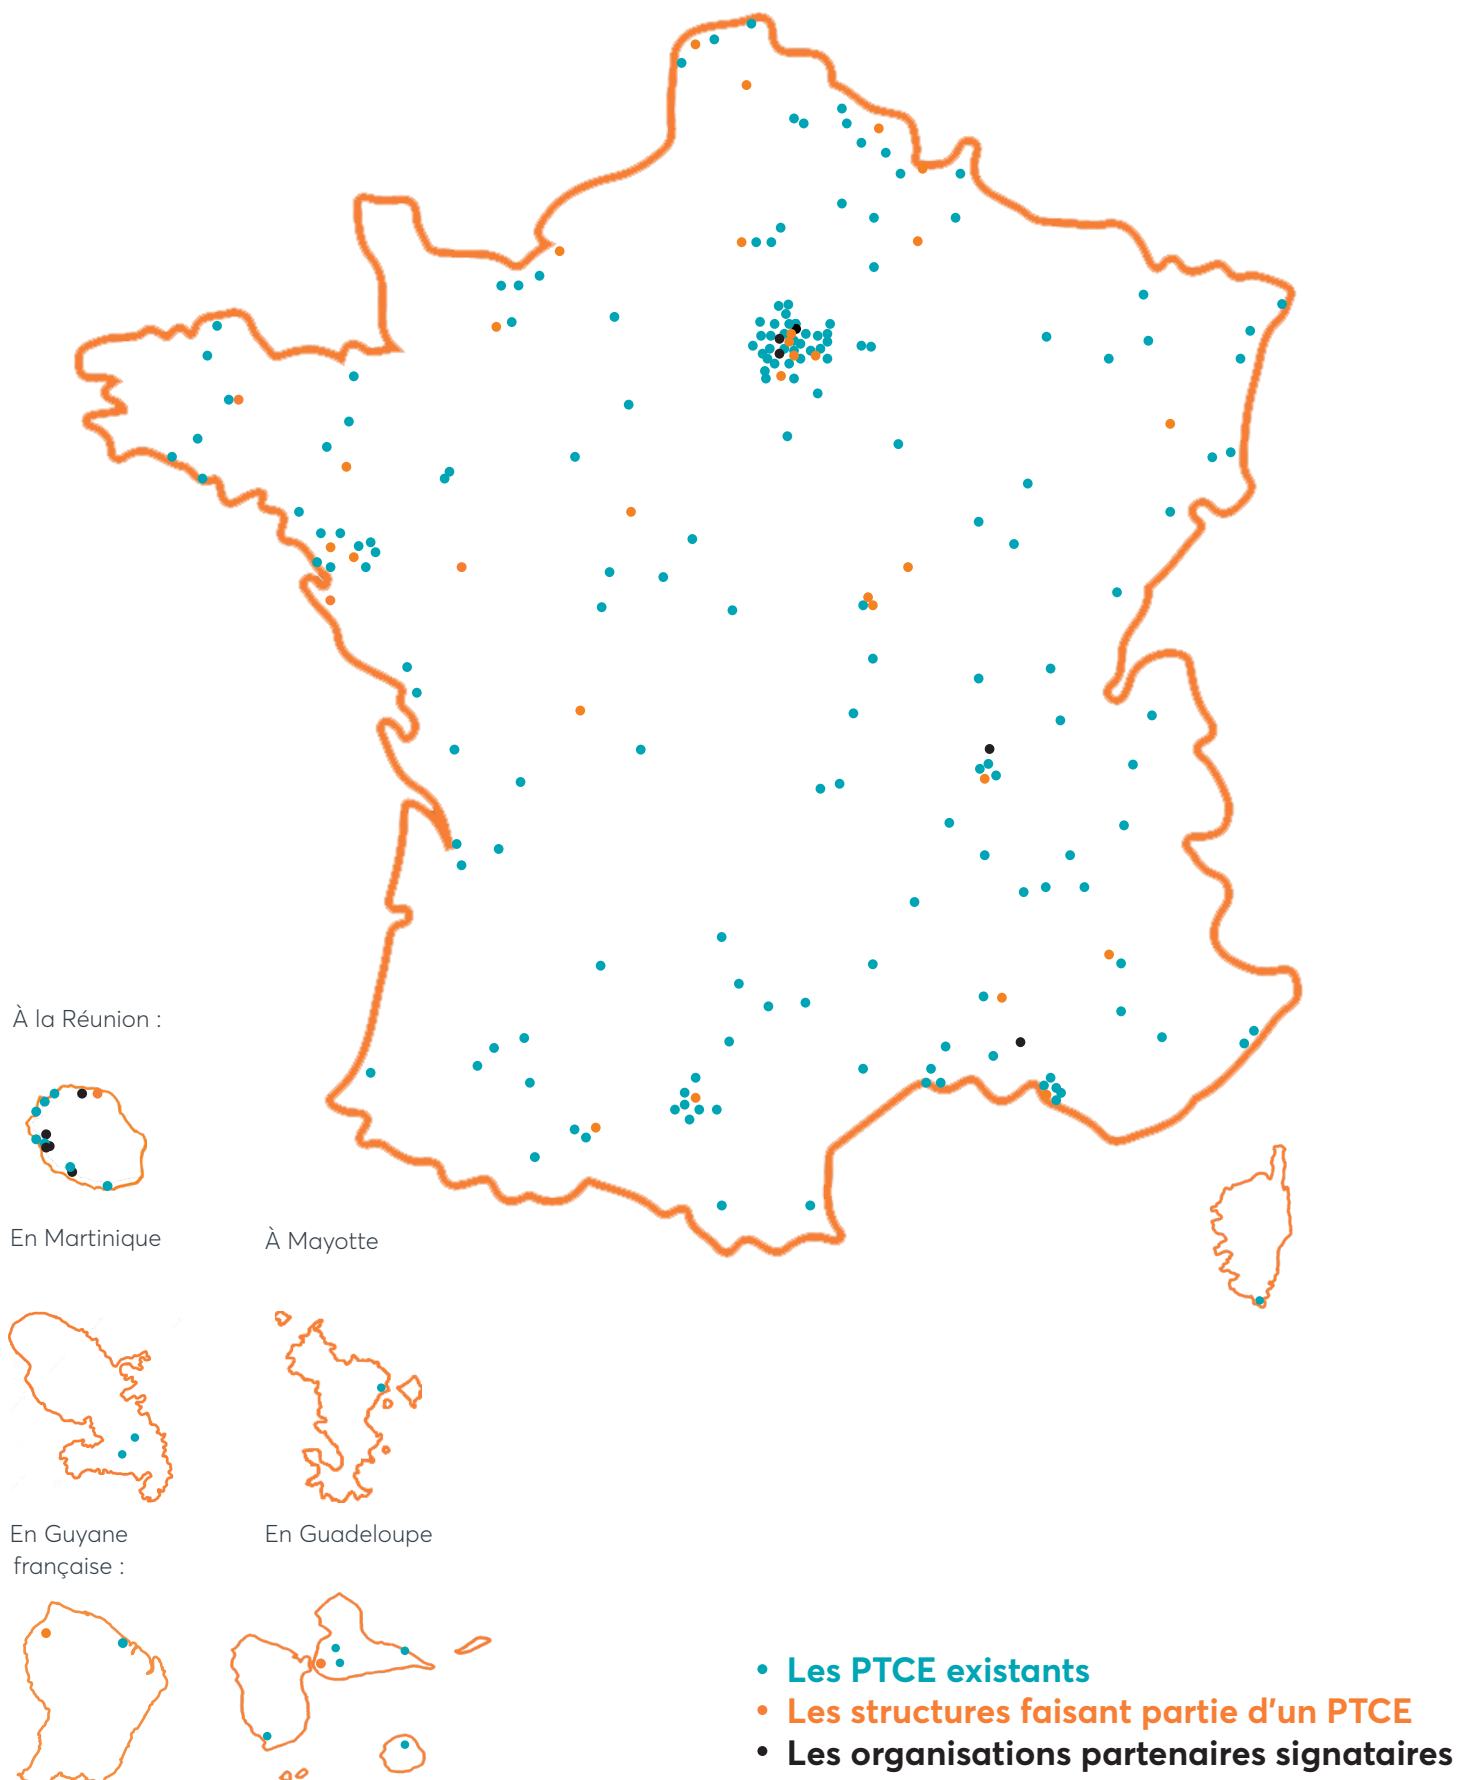 À la Réunion :
En Martinique
À Mayotte
En Guyane
française :
En Guadeloupe
• Les PTCE existants
• Les structures faisant partie d'un PTCE
• Les organisations partenaires signataires